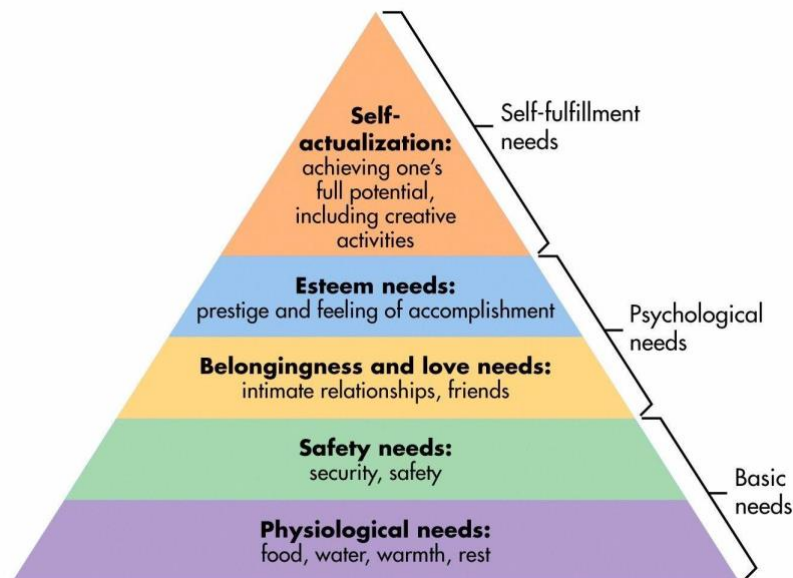 Self-
actualization:
achieving one's
full potential,
including creative
activities
Self-fulfillment
needs
Esteem needs:
prestige and feeling of accomplishment
Psychological
needs
Belongingness and love needs:
intimate relationships, friends
Safety needs:
security, safety
Basic
needs
Physiological needs:
food, water, warmth, rest